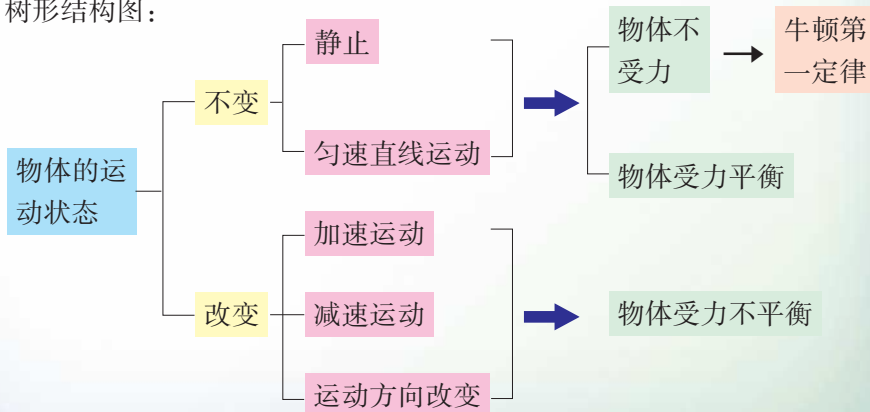 树形结构图：
静止
物体不
受力
牛顿第
一定律
不变
匀速直线运动
物体受力平衡
物体的运
动状态
加速运动
改变
减速运动
物体受力不平衡
运动方向改变